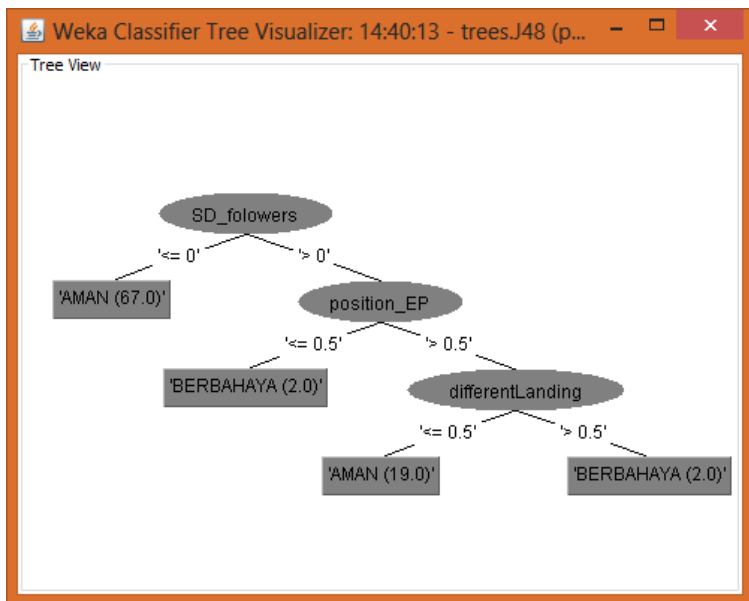 Weka Classifier Tree Visualizer: 14:40:13 - trees.J48 (p...
Tree View
SD_folowers
'<= 0' '> 0'
'AMAN (67.0)'
position_EP
'<= 0.5' '> 0.5'
'BERBAHAYA (2.0)'
differentLanding
'<= 0.5' '> 0.5'
'AMAN (19.0)' 'BERBAHAYA (2.0)'